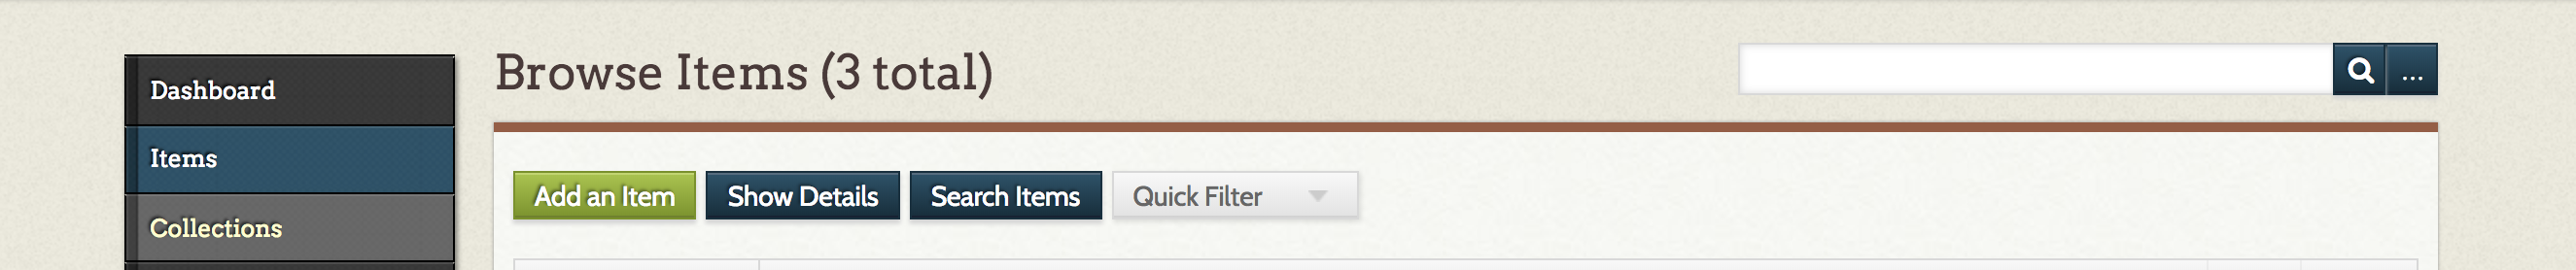 Dashboard
Items
Collections
Browse Items (3 total)
...
Add an Item
Show Details
Search Items
Quick Filter